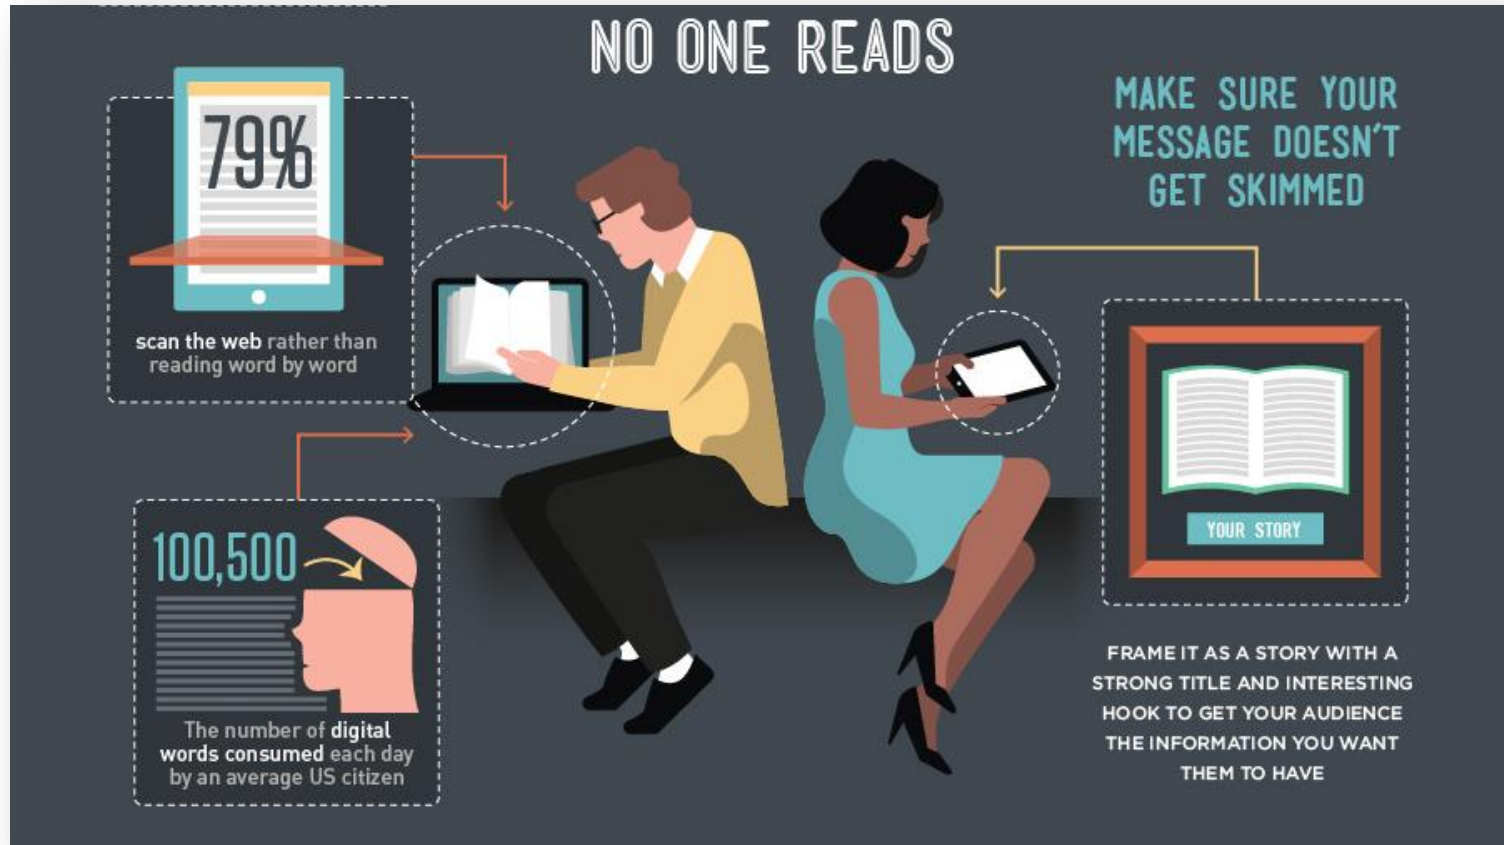 NO ONE READS
79%
scan the web rather than
reading word by word
100,500
The number of digital
words consumed each day
by an average US citizen
MAKE SURE YOUR
MESSAGE DOESN'T
GET SKIMMED
YOUR STORY
FRAME IT AS A STORY WITH A
STRONG TITLE AND INTERESTING
HOOK TO GET YOUR AUDIENCE
THE INFORMATION YOU WANT
THEM TO HAVE